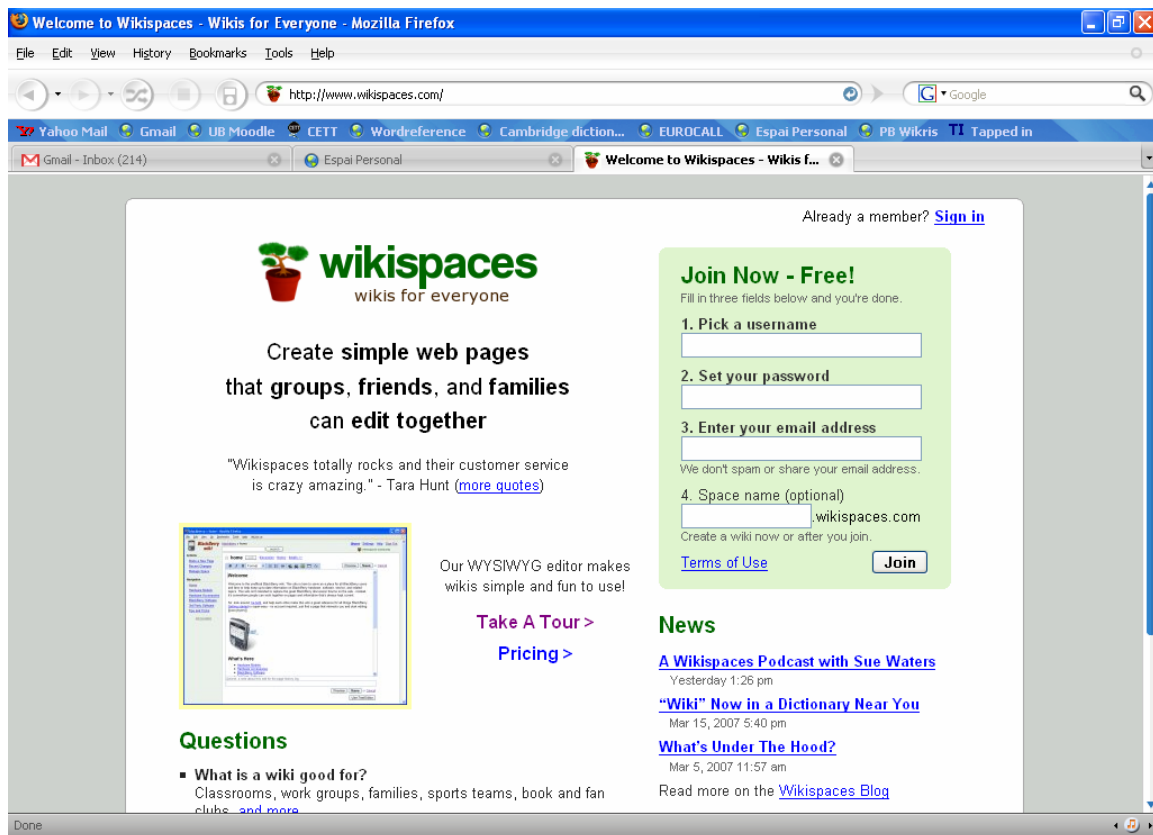 Welcome to Wikispaces - Wikis for Everyone - Mozilla Firefox
File Edit View History Bookmarks Tools Help
http://www.wikispaces.com/
G Google
Yahoo Mail Gmail UB Moodle CETT Wordreference Cambridge diction... EUROCALL Espai Personal PB Wikris TI Tapped in
Gmail - Inbox (214) Espai Personal Welcome to Wikispaces - Wikis f...
Already a member? Sign in
wikispaces
wikis for everyone
Create simple web pages
that groups, friends, and families
can edit together
"Wikispaces totally rocks and their customer service
is crazy amazing." - Tara Hunt (more quotes)
Our WYSIWYG editor makes
wikis simple and fun to use!
Take A Tour >
Pricing >
Questions
What is a wiki good for?
Classrooms, work groups, families, sports teams, book and fan
clubs, and more
Join Now - Free!
Fill in three fields below and you're done.
1. Pick a username
2. Set your password
3. Enter your email address
We don't spam or share your email address.
4. Space name (optional)
.wikispaces.com
Create a wiki now or after you join.
Terms of Use Join
News
A Wikispaces Podcast with Sue Waters
Yesterday 1:26 pm
“Wiki” Now in a Dictionary Near You
Mar 15, 2007 5:40 pm
What's Under The Hood?
Mar 5, 2007 11:57 am
Read more on the Wikispaces Blog
Done